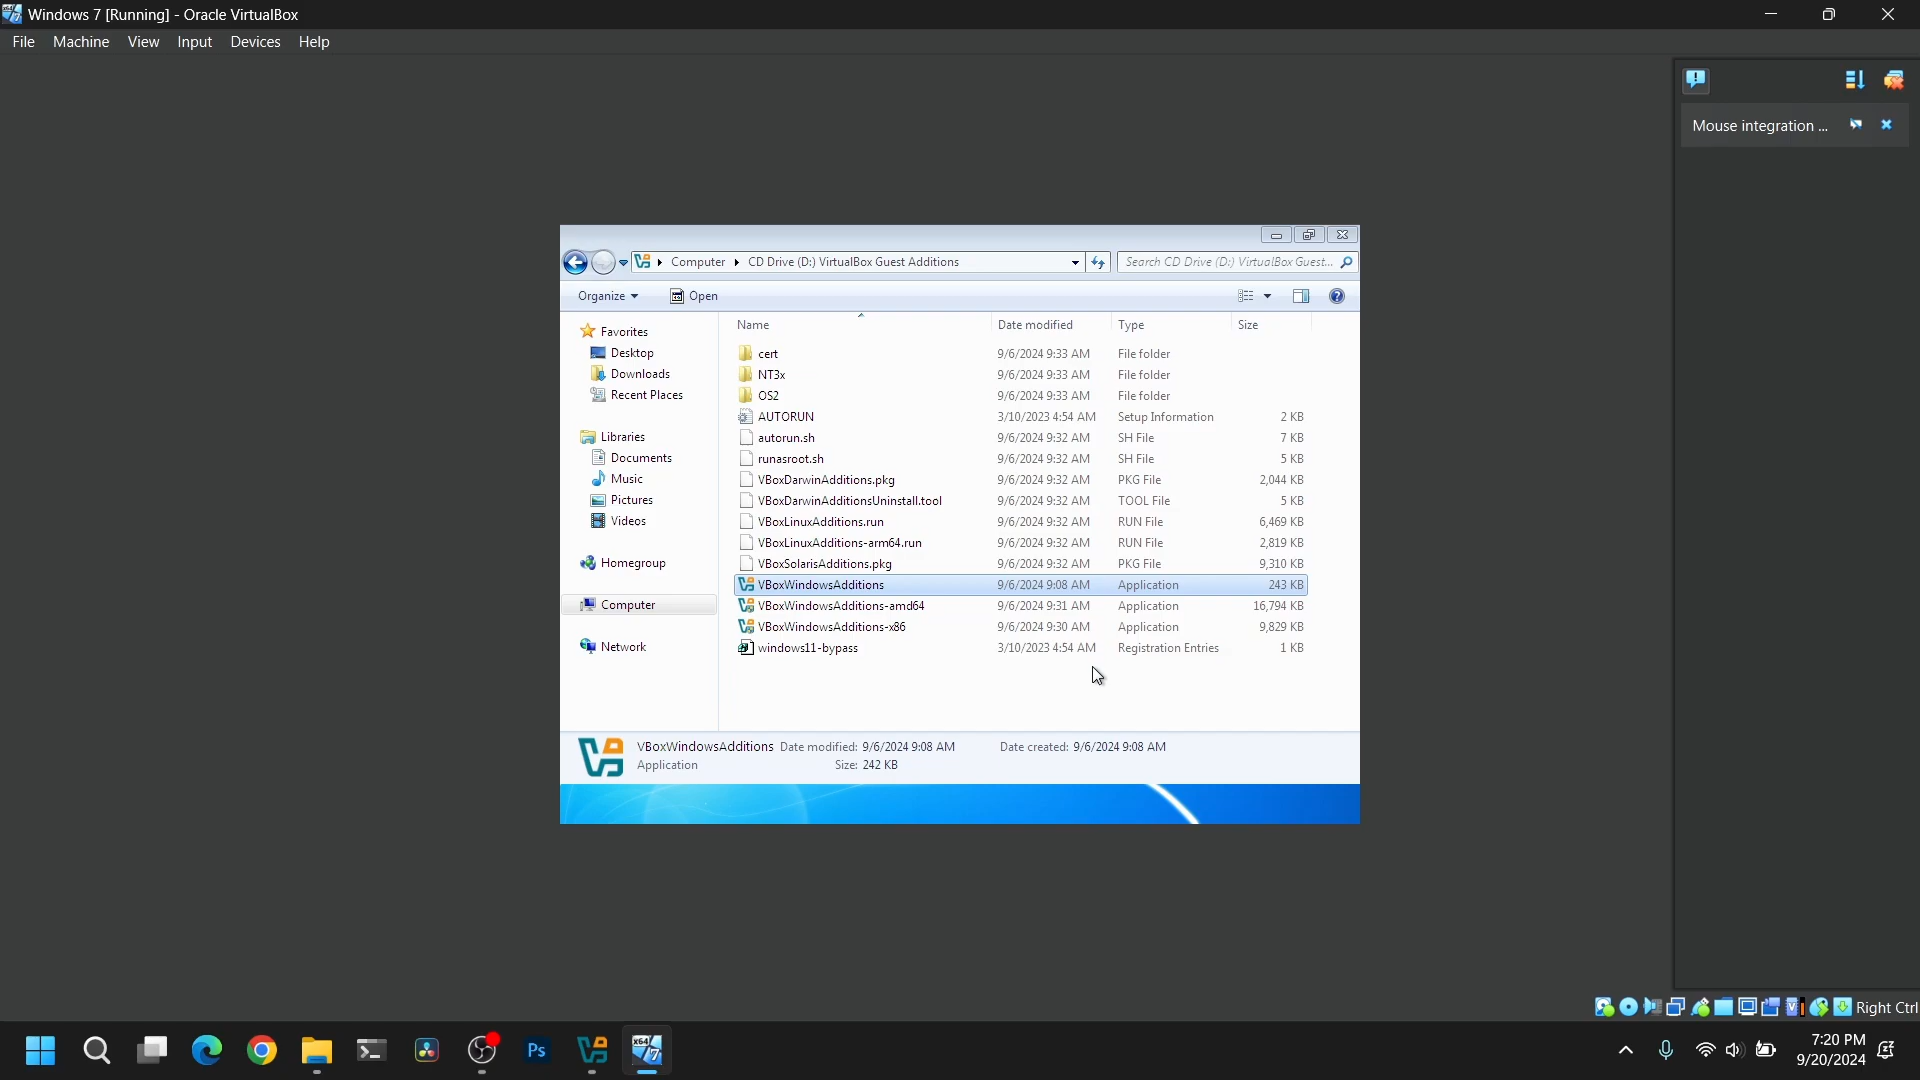 Windows 7 [Running] - Oracle VirtualBox
File Machine View Input Devices Help
Mouse integration ...
Computer CD Drive (D:) VirtualBox Guest Additions Search CD Drive (D:) VirtualBox Guest...
Organize Open
Name Date modified Type Size
Favorites
Desktop
Downloads
Recent Places
Libraries
Documents
Music
Pictures
Videos
Homegroup
Computer
Network
cert 9/6/2024 9:33 AM File folder
NT3x 9/6/2024 9:33 AM File folder
OS2 9/6/2024 9:33 AM File folder
AUTORUN 3/10/2023 4:54 AM Setup Information 2 KB
autorun.sh 9/6/2024 9:32 AM SH File 7 KB
runasroot.sh 9/6/2024 9:32 AM SH File 5 KB
VBoxDarwinAdditions.pkg 9/6/2024 9:32 AM PKG File 2,044 KB
VBoxDarwinAdditionsUninstall.tool 9/6/2024 9:32 AM TOOL File 5 KB
VBoxLinuxAdditions.run 9/6/2024 9:32 AM RUN File 6,469 KB
VBoxLinuxAdditions-arm64.run 9/6/2024 9:32 AM RUN File 2,819 KB
VBoxSolarisAdditions.pkg 9/6/2024 9:32 AM PKG File 9,310 KB
VBoxWindowsAdditions 9/6/2024 9:08 AM Application 243 KB
VBoxWindowsAdditions-amd64 9/6/2024 9:31 AM Application 16,794 KB
VBoxWindowsAdditions-x86 9/6/2024 9:30 AM Application 9,829 KB
windows11-bypass 3/10/2023 4:54 AM Registration Entries 1 KB
VBoxWindowsAdditions Date modified: 9/6/2024 9:08 AM Date created: 9/6/2024 9:08 AM
Application Size: 242 KB
Right Ctrl
Ps
x64
7
7:20 PM
9/20/2024